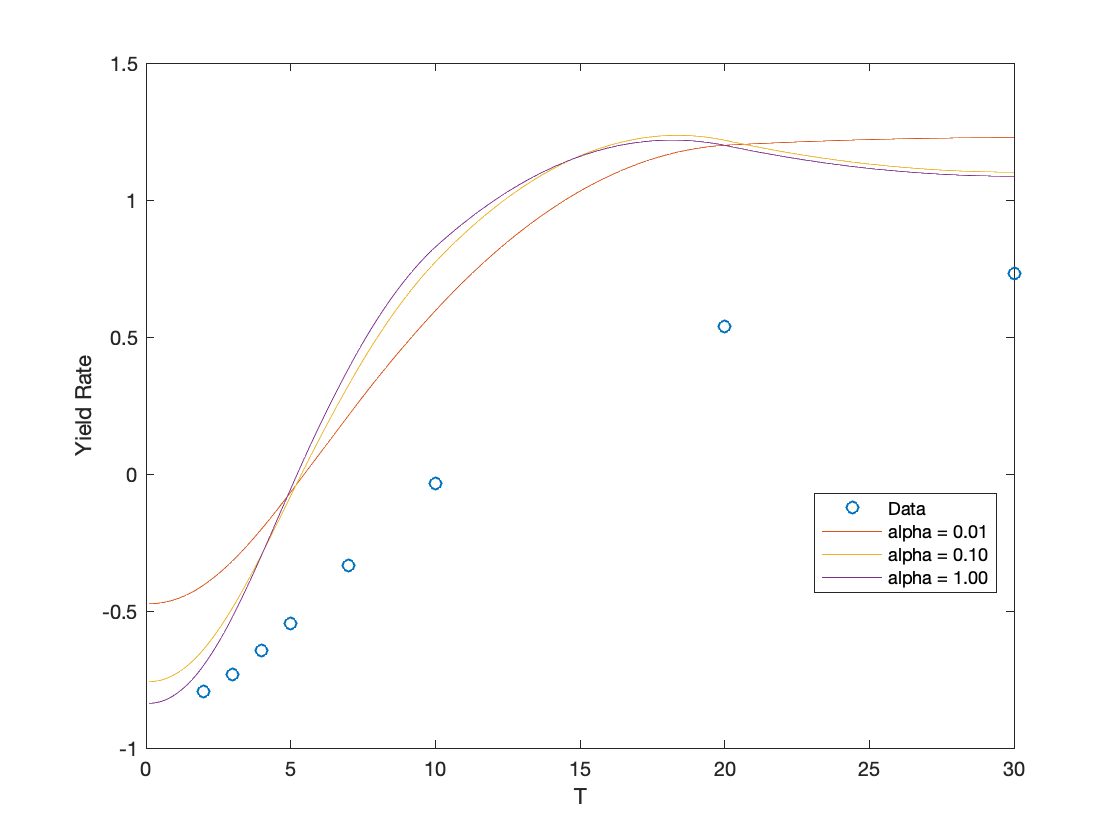 1.5
1
0.5
0
-0.5
-1
Yield Rate
Data
alpha = 0.01
alpha = 0.10
alpha = 1.00
0 5 10 15 20 25 30
T